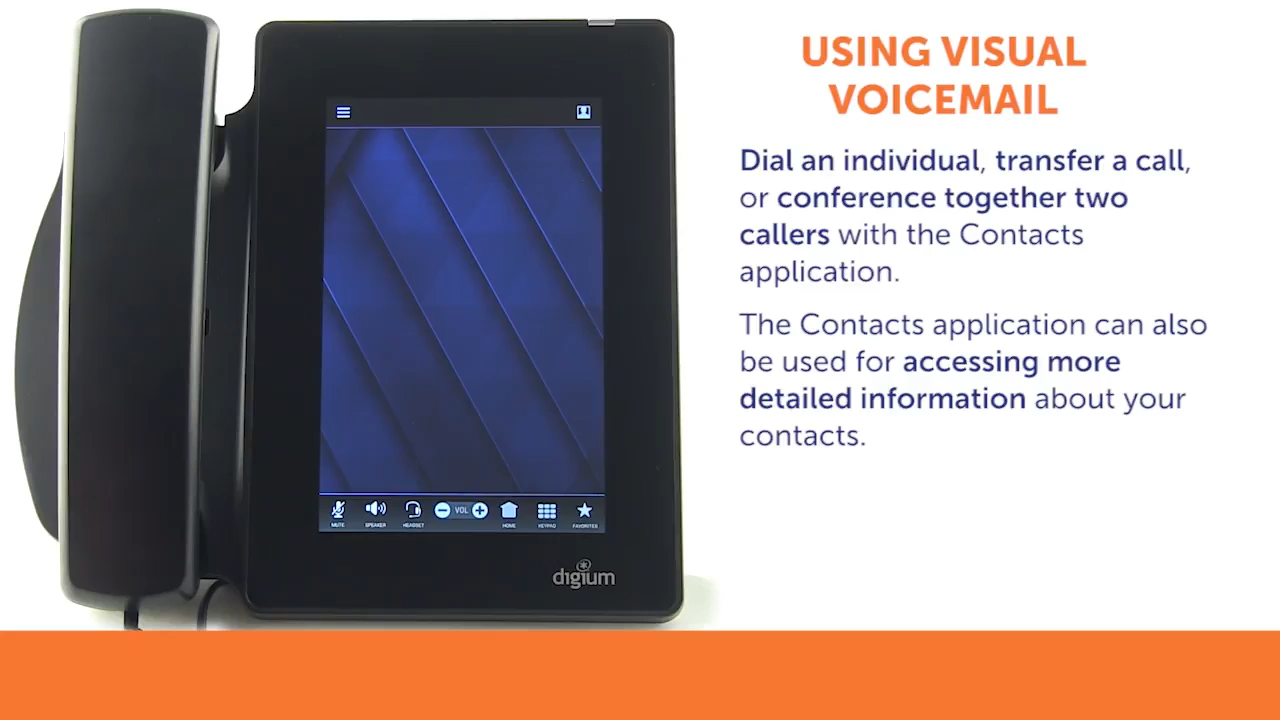 USING VISUAL
VOICEMAIL
Dial an individual, transfer a call,
or conference together two
callers with the Contacts
application.
The Contacts application can also
be used for accessing more
detailed information about your
contacts.
MUTE SPEAKER HEADSET VOL HOME KEYPAD FAVORITES
digium